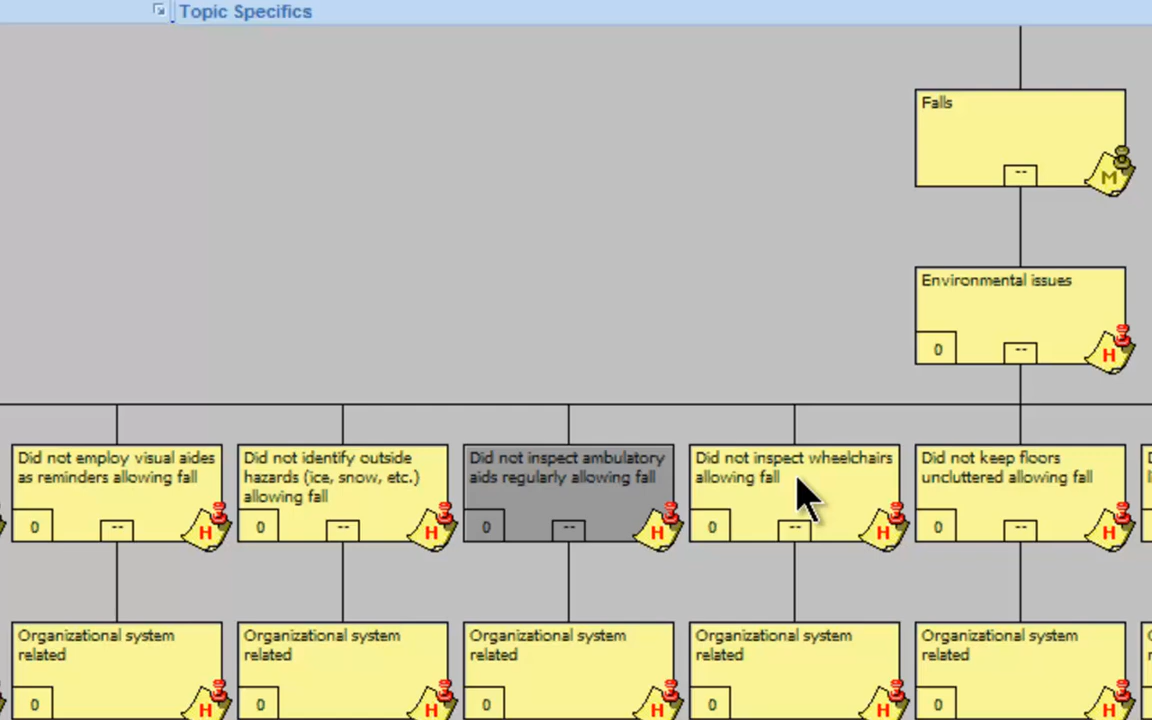 Topic Specifics
Falls
--
M
Environmental issues
0
--
H
Did not employ visual aides
as reminders allowing fall
0
--
H
Did not identify outside
hazards (ice, snow, etc.)
allowing fall
0
--
H
Did not inspect ambulatory
aids regularly allowing fall
0
--
H
Did not inspect wheelchairs
allowing fall
0
--
H
Did not keep floors
uncluttered allowing fall
0
--
H
Organizational system
related
0
H
Organizational system
related
0
H
Organizational system
related
0
H
Organizational system
related
0
H
Organizational system
related
0
H